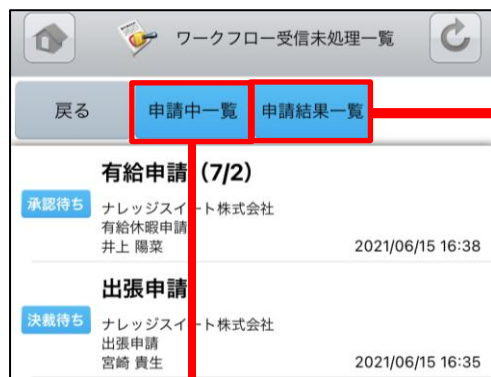 ワークフロー受信未処理一覧
戻る 申請中一覧 申請結果一覧
有給申請（7/2）
承認待ち ナレッジスイート株式会社
有給休暇申請
井上 陽菜 2021/06/15 16:38
出張申請
決裁待ち ナレッジスイート株式会社
出張申請
宮崎 貴生 2021/06/15 16:35